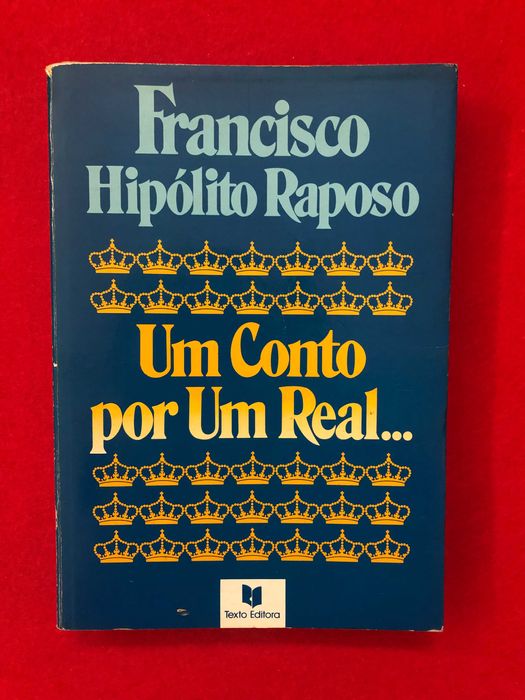 Francisco
Hipólito Raposo
Um Conto
por Um Real...
Texto Editora